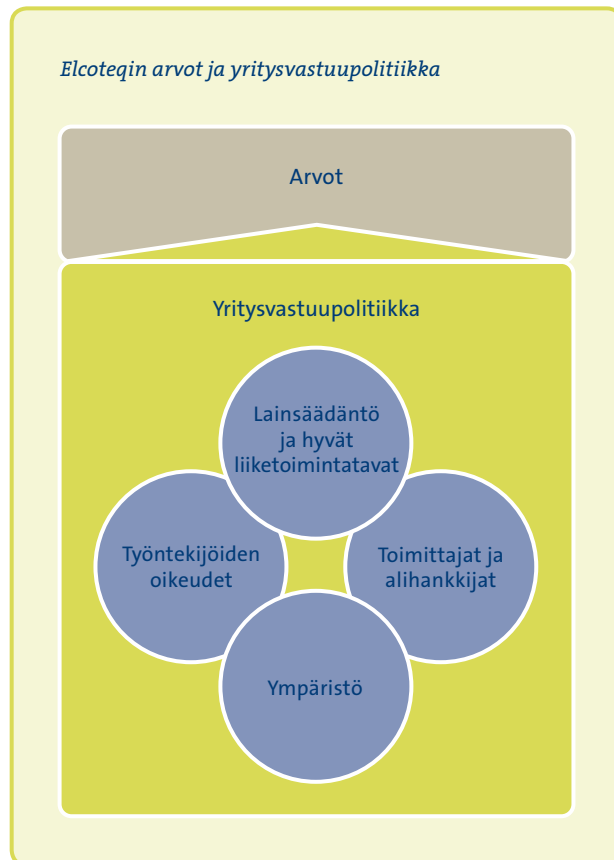 Elcoteqin arvot ja yritysvastuupolitiikka
Arvot
Yritysvastuupolitiikka
Lainsäädäntö
ja hyvät
liiketoimintatavat
Työntekijöiden
oikeudet
Toimittajat ja
alihankkijat
Ympäristö